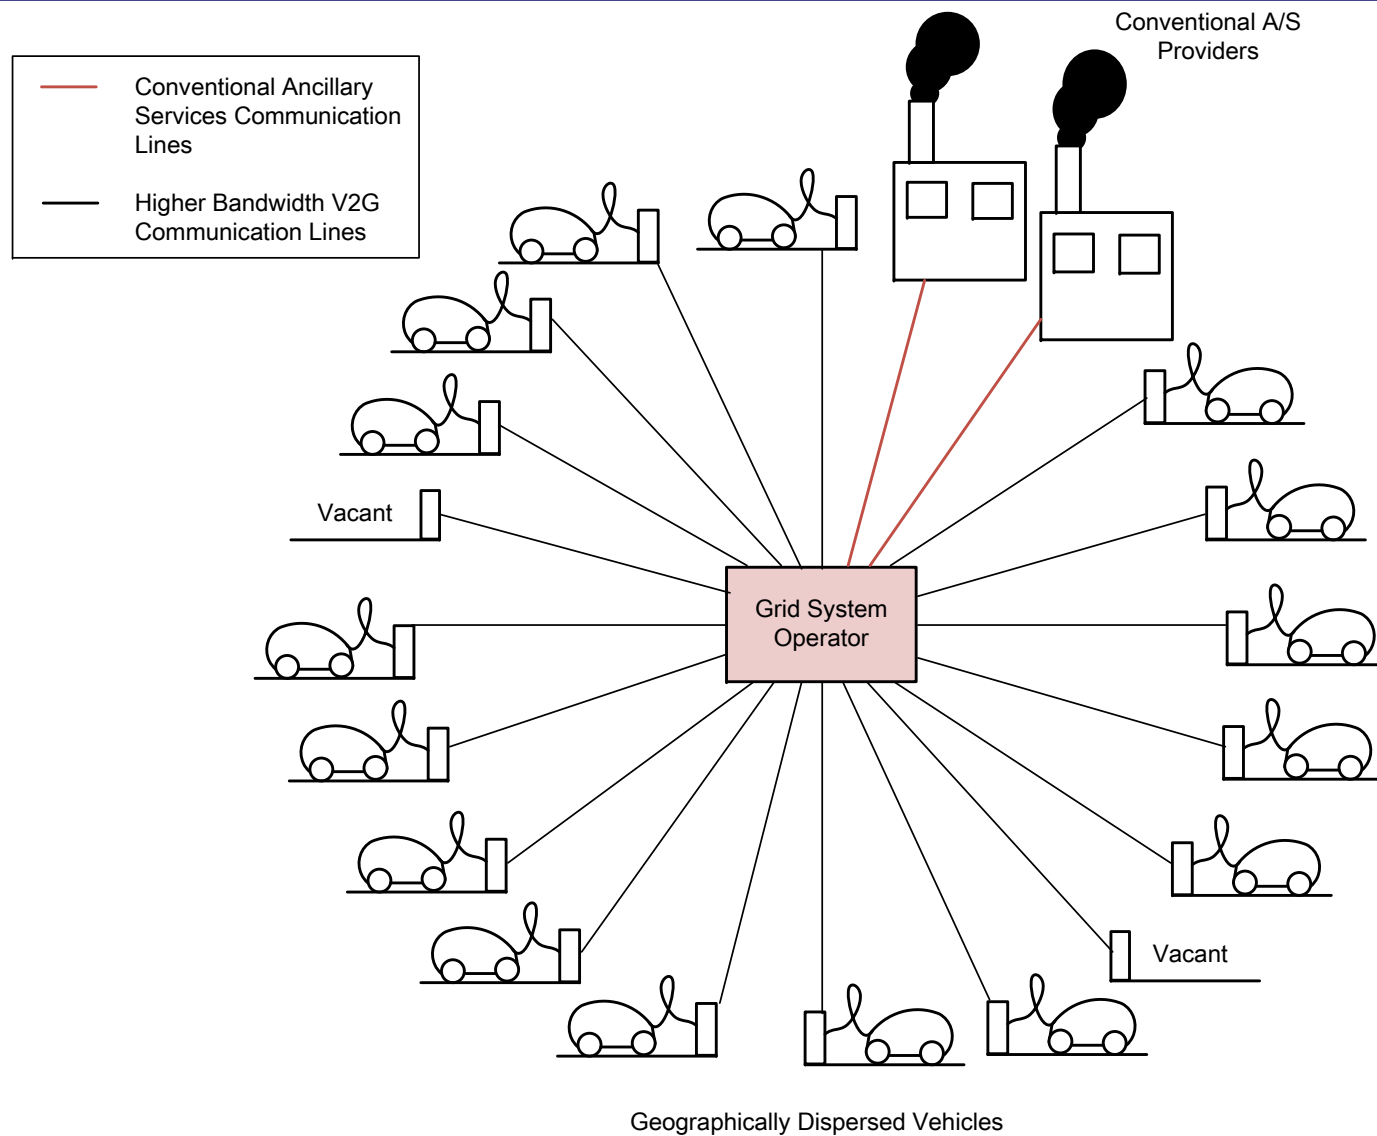 Conventional A/S
Providers
Conventional Ancillary
Services Communication
Lines
Higher Bandwidth V2G
Communication Lines
Vacant
Grid System
Operator
Vacant
Geographically Dispersed Vehicles